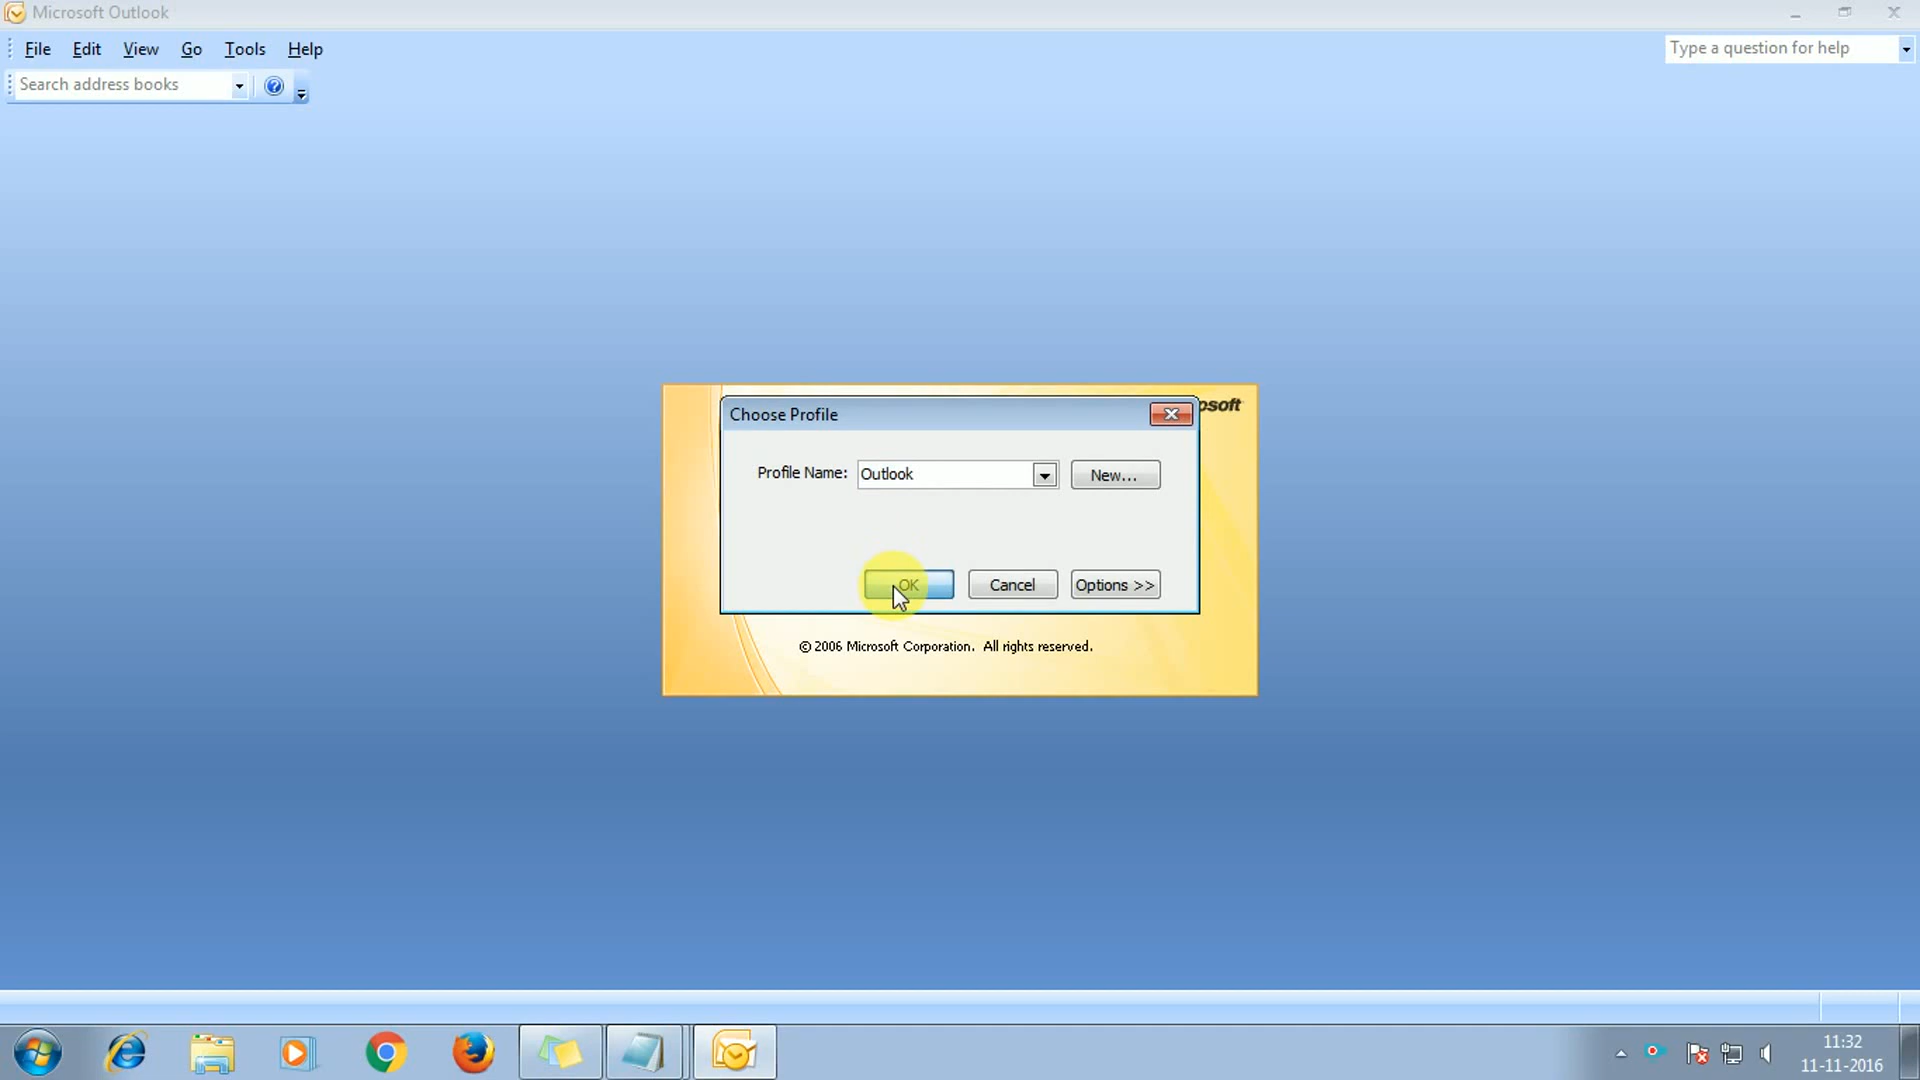 Microsoft Outlook
File Edit View Go Tools Help
Type a question for help
Search address books
osoft
Choose Profile
Profile Name: Outlook New...
OK Cancel Options >>
© 2006 Microsoft Corporation. All rights reserved.
11:32
11-11-2016